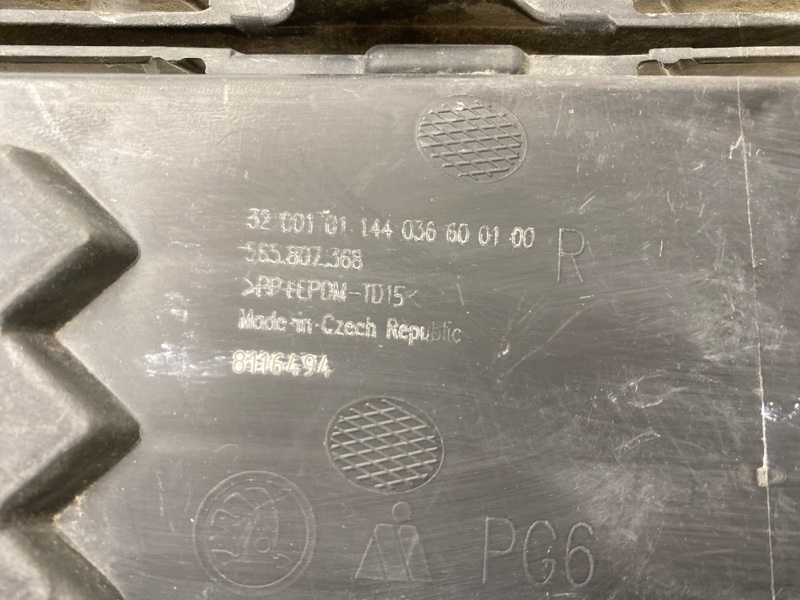 32 001 01 144 036 60 01 00
R
565.807.368
>PP+EPDM-TD15<
Made in Czech Republic
8116494
PG6